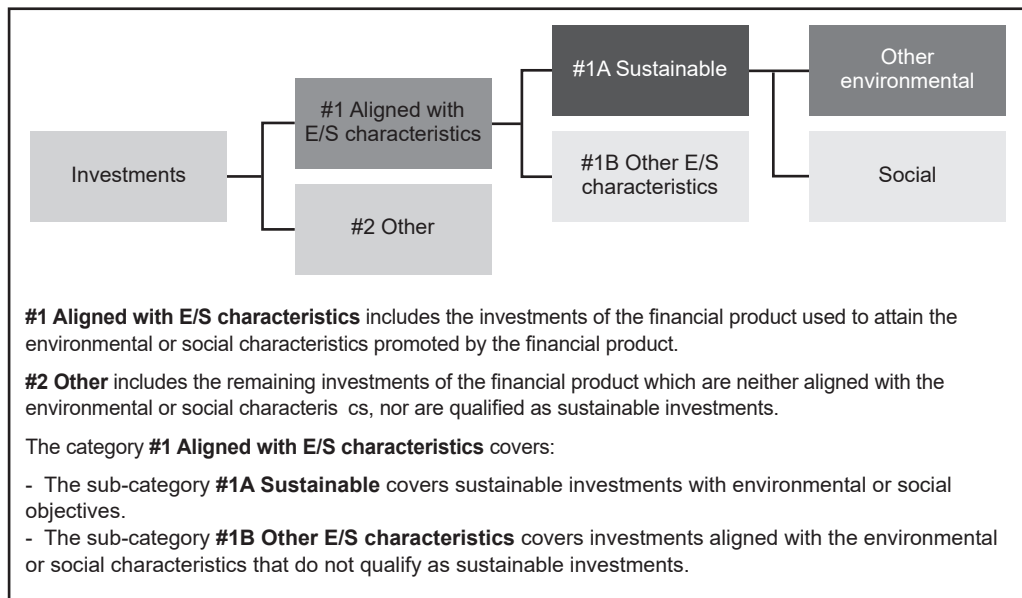 #1A Sustainable
Other
environmental
#1 Aligned with
E/S characteristics
Investments
#1B Other E/S
characteristics
Social
#2 Other
#1 Aligned with E/S characteristics includes the investments of the financial product used to attain the
environmental or social characteristics promoted by the financial product.
#2 Other includes the remaining investments of the financial product which are neither aligned with the
environmental or social characteris cs, nor are qualified as sustainable investments.
The category #1 Aligned with E/S characteristics covers:
- The sub-category #1A Sustainable covers sustainable investments with environmental or social
objectives.
- The sub-category #1B Other E/S characteristics covers investments aligned with the environmental
or social characteristics that do not qualify as sustainable investments.